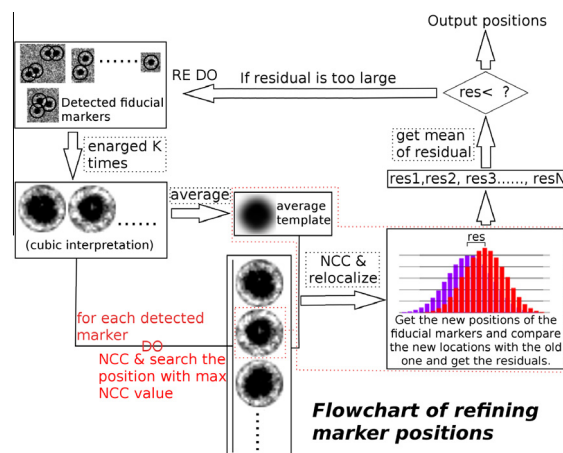 Output positions
Detected fiducial
markers
RE DO
If residual is too large
res< ?
enarged K
times
get mean
of residual
res1,res2, res3....., resN
average
average
template
(cubic interpretation)
NCC &
relocalize
res
Get the new positions of the
fiducial markers and compare
the new locations with the old
one and get the residuals.
for each detected
marker
DO
NCC & search the
position with max
NCC value
Flowchart of refining
marker positions